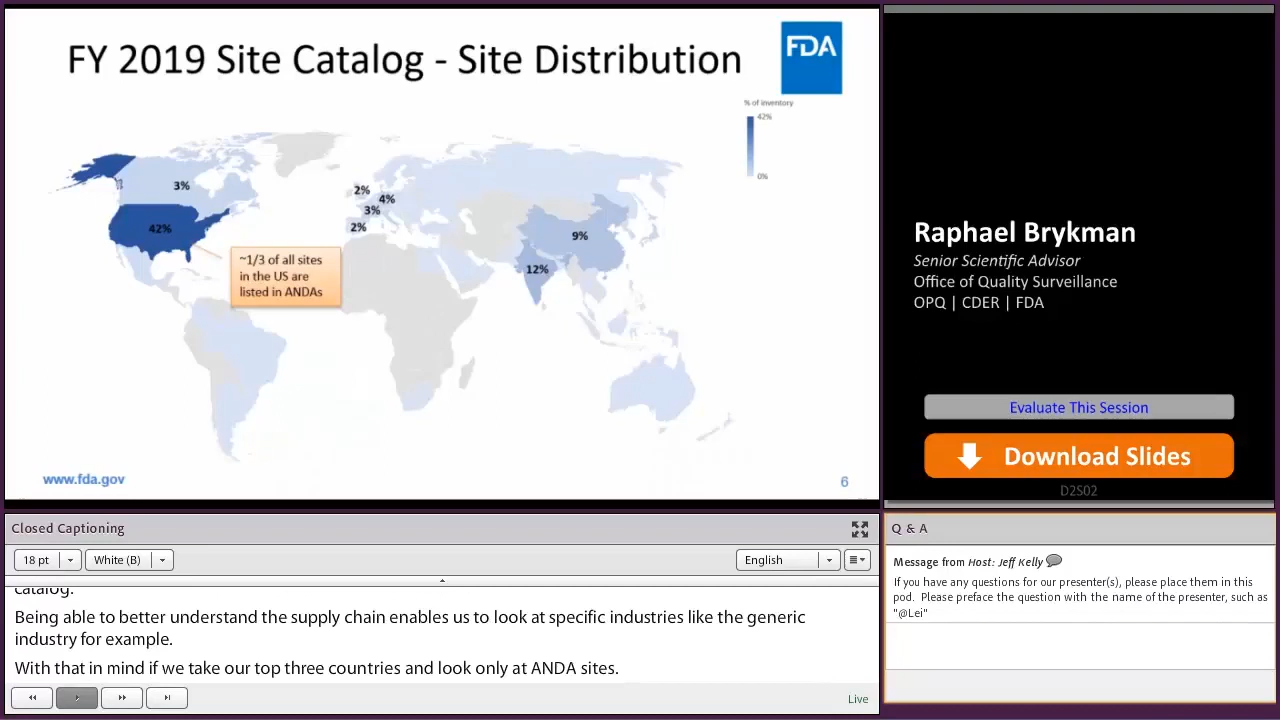 FY 2019 Site Catalog - Site Distribution
FDA
% of inventory
42%
0%
3%
42%
2%
4%
3%
2%
9%
12%
~1/3 of all sites
in the US are
listed in ANDAs
www.fda.gov
6
Raphael Brykman
Senior Scientific Advisor
Office of Quality Surveillance
OPQ | CDER | FDA
Evaluate This Session
Download Slides
D2S02
Closed Captioning
18 pt
White (B)
English
catalog.
Being able to better understand the supply chain enables us to look at specific industries like the generic
industry for example.
With that in mind if we take our top three countries and look only at ANDA sites.
Live
Q & A
Message from Host: Jeff Kelly
If you have any questions for our presenter(s), please place them in this
pod. Please preface the question with the name of the presenter, such as
"@Lei"